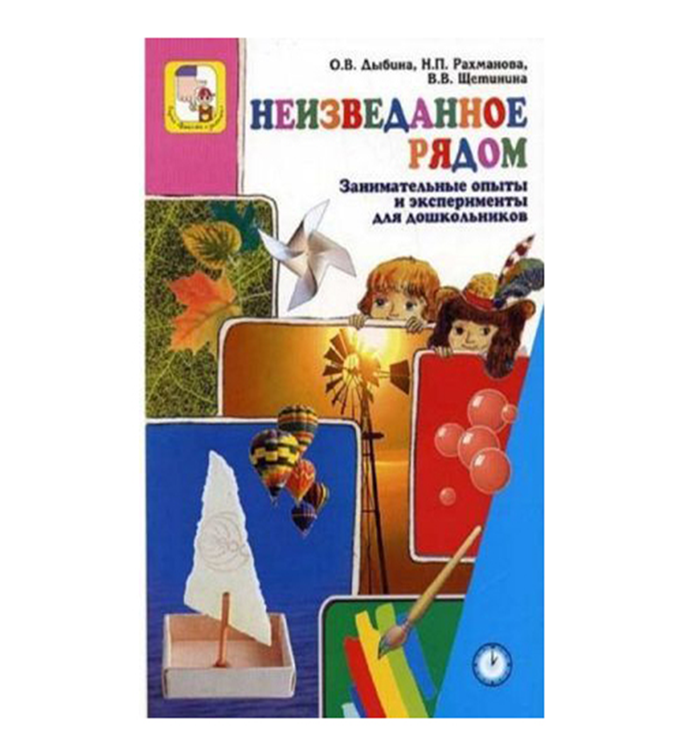 О.В. Дыбина, Н.П. Рахманова,
В.В. Щетинина
НЕИЗВЕДАННОЕ
РЯДОМ
Занимательные опыты
и эксперименты
для дошкольников